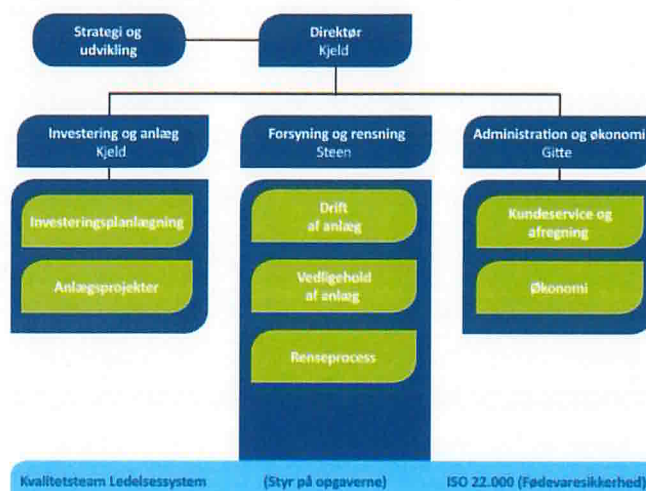 Strategi og
udvikling
Direktør
Kjeld
Investering og anlæg
Kjeld
Forsyning og rensning
Steen
Administration og økonomi
Gitte
Investeringsplanlægning
Anlægsprojekter
Drift
af anlæg
Vedligehold
af anlæg
Renseprocess
Kundeservice og
afregning
Økonomi
Kvalitetsteam Ledelsessystem (Styr på opgaverne) ISO 22.000 (Fødevaresikkerhed)